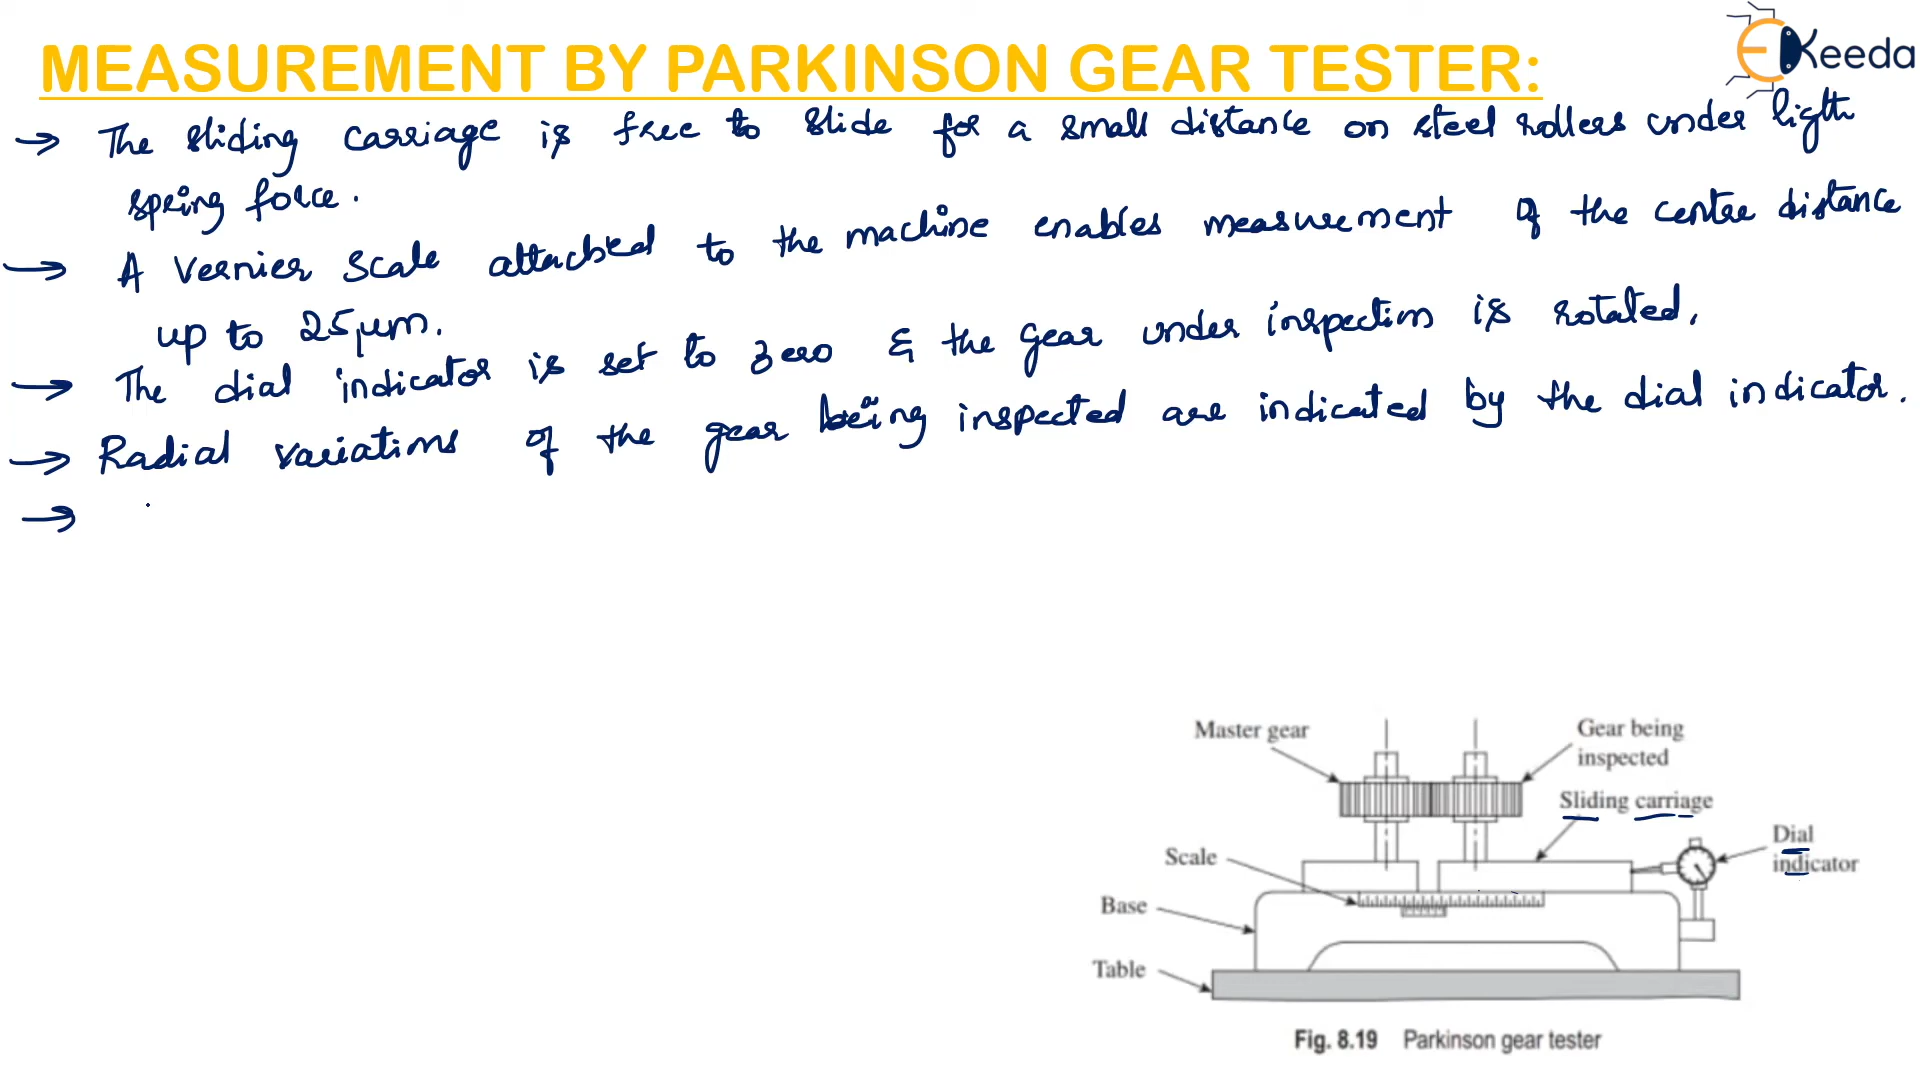 MEASUREMENT BY PARKINSON GEAR TESTER:
EKeeda
→ The sliding carriage is free to slide for a small distance on steel rollers under ligth
spring force.
→ A Vernier scale attached to the machine enables measurement of the centre distance
up to 25μm.
→ The dial indicator is set to zero & the gear under inspection is rotated.
→ Radial variations of the gear being inspected are indicated by the dial indicator.
→
Master gear
Gear being
inspected
Sliding carriage
Dial
indicator
Scale
Base
Table
Fig. 8.19 Parkinson gear tester